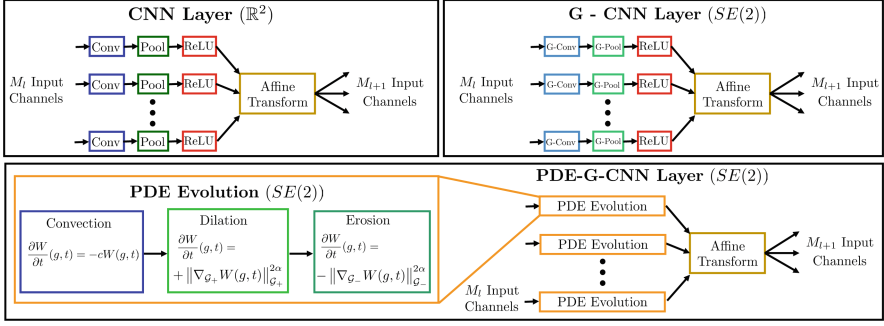 CNN Layer (ℝ²)
Conv Pool ReLU
M_l Input
Channels
Conv Pool ReLU
Conv Pool ReLU
Affine
Transform
M_{l+1} Input
Channels
G - CNN Layer (SE(2))
G-Conv G-Pool ReLU
M_l Input
Channels
G-Conv G-Pool ReLU
G-Conv G-Pool ReLU
Affine
Transform
M_{l+1} Input
Channels
PDE Evolution (SE(2))
Convection
∂W/∂t (g, t) = −cW(g, t)
Dilation
∂W/∂t (g, t) =
+ ‖∇_{𝒢₊} W(g, t)‖^{2α}_{𝒢₊}
Erosion
∂W/∂t (g, t) =
− ‖∇_{𝒢₋} W(g, t)‖^{2α}_{𝒢₋}
PDE-G-CNN Layer (SE(2))
PDE Evolution
PDE Evolution
M_l Input
Channels
PDE Evolution
Affine
Transform
M_{l+1} Input
Channels